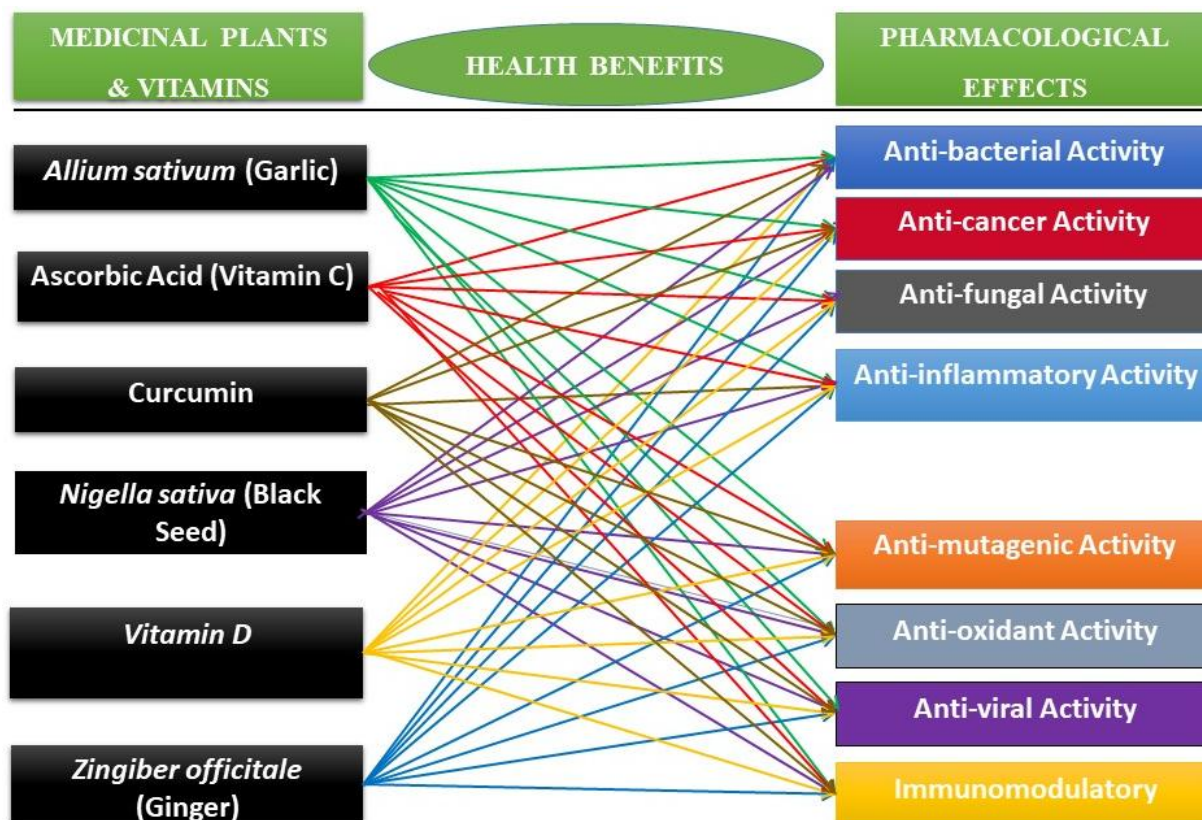 MEDICINAL PLANTS
& VITAMINS
HEALTH BENEFITS
PHARMACOLOGICAL
EFFECTS
Allium sativum (Garlic)
Ascorbic Acid (Vitamin C)
Curcumin
Nigella sativa (Black
Seed)
Vitamin D
Zingiber officitale
(Ginger)
Anti-bacterial Activity
Anti-cancer Activity
Anti-fungal Activity
Anti-inflammatory Activity
Anti-mutagenic Activity
Anti-oxidant Activity
Anti-viral Activity
Immunomodulatory